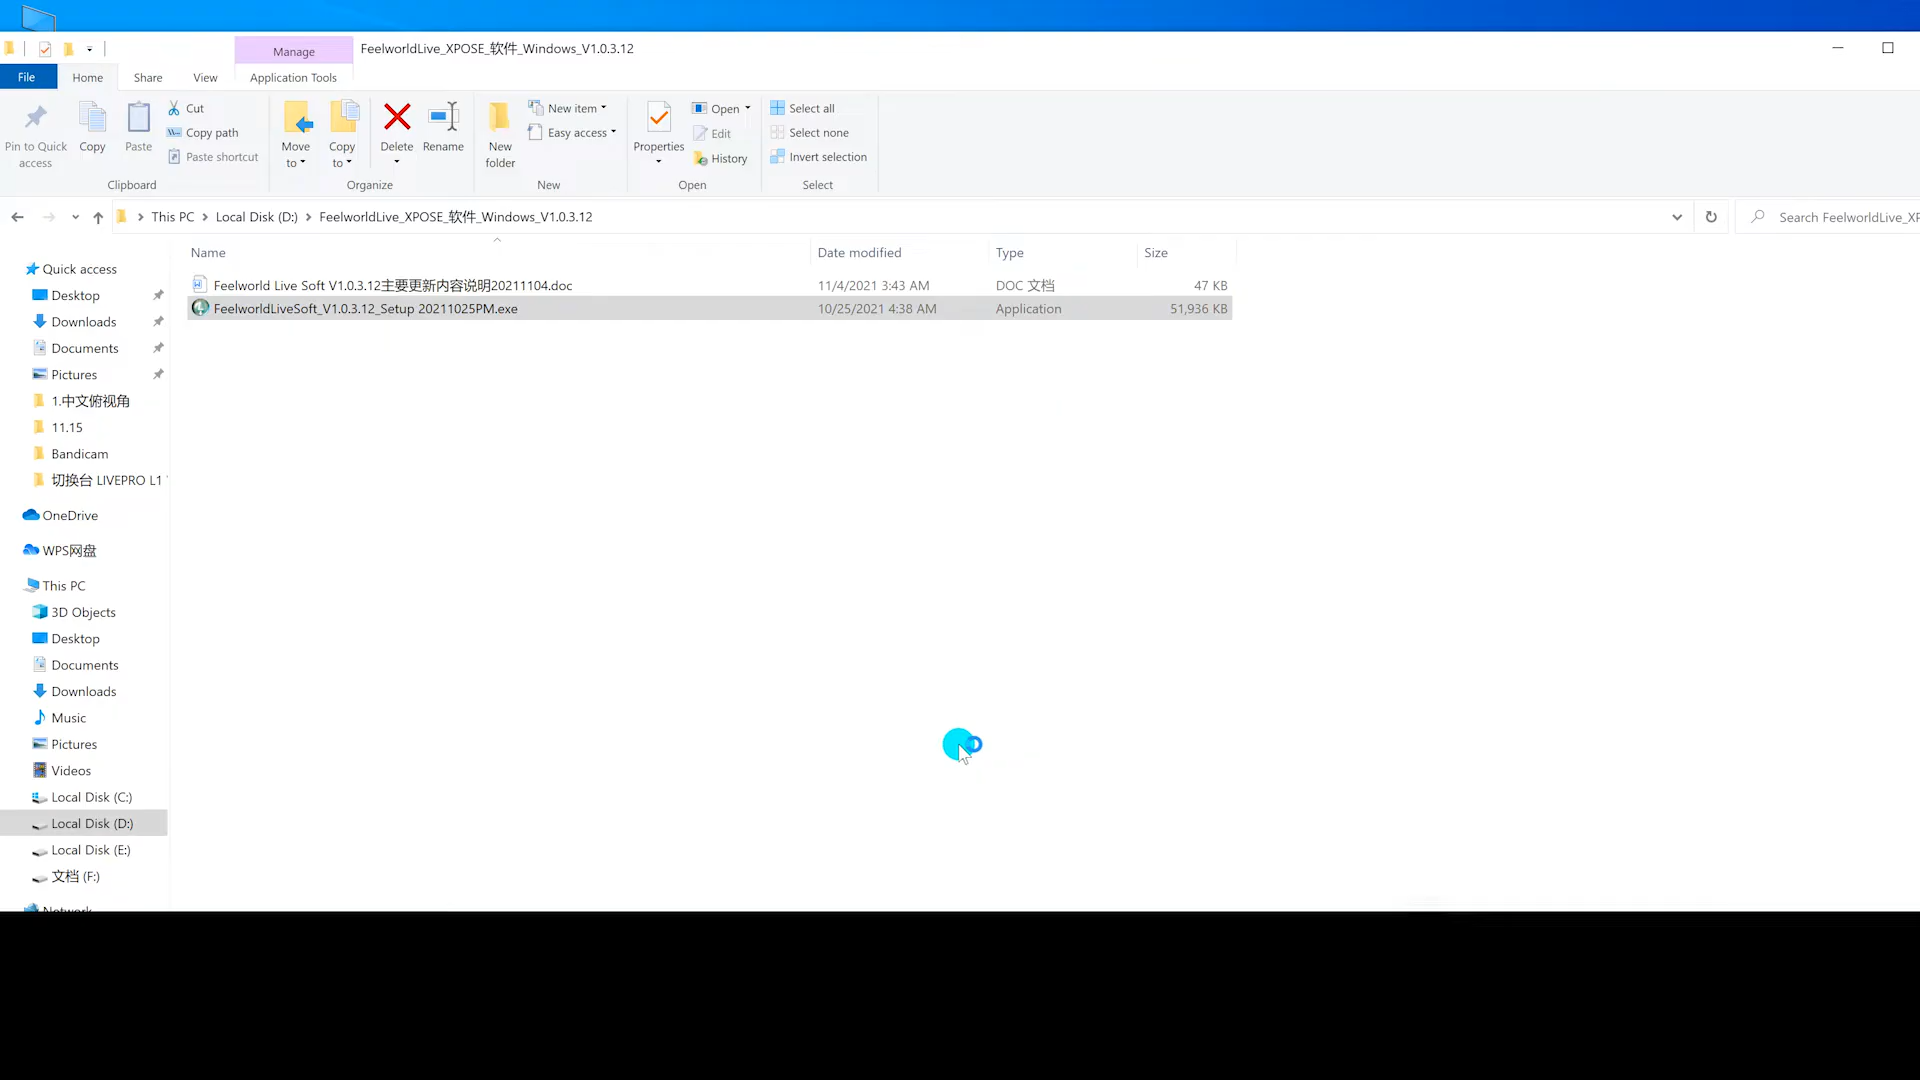 Manage
FeelworldLive_XPOSE_软件_Windows_V1.0.3.12
File
Home
Share
View
Application Tools
Pin to Quick access
Copy
Paste
Cut
Copy path
Paste shortcut
Clipboard
Move to
Copy to
Delete
Rename
Organize
New folder
New item
Easy access
New
Properties
Open
Edit
History
Open
Select all
Select none
Invert selection
Select
This PC
Local Disk (D:)
FeelworldLive_XPOSE_软件_Windows_V1.0.3.12
Search FeelworldLive_XP
Name
Date modified
Type
Size
Feelworld Live Soft V1.0.3.12主要更新内容说明20211104.doc
11/4/2021 3:43 AM
DOC 文档
47 KB
FeelworldLiveSoft_V1.0.3.12_Setup 20211025PM.exe
10/25/2021 4:38 AM
Application
51,936 KB
Quick access
Desktop
Downloads
Documents
Pictures
1.中文俯视角
11.15
Bandicam
切换台 LIVEPRO L1
OneDrive
WPS网盘
This PC
3D Objects
Desktop
Documents
Downloads
Music
Pictures
Videos
Local Disk (C:)
Local Disk (D:)
Local Disk (E:)
文档 (F:)
Network